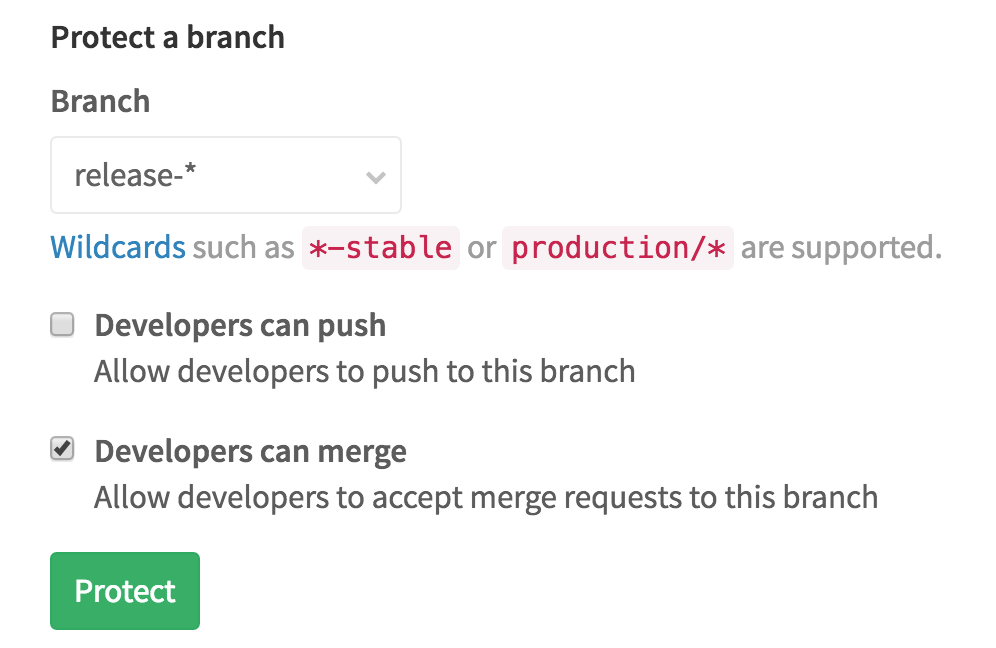 Protect a branch
Branch
release-*
Wildcards such as *-stable or production/* are supported.
Developers can push
Allow developers to push to this branch
Developers can merge
Allow developers to accept merge requests to this branch
Protect